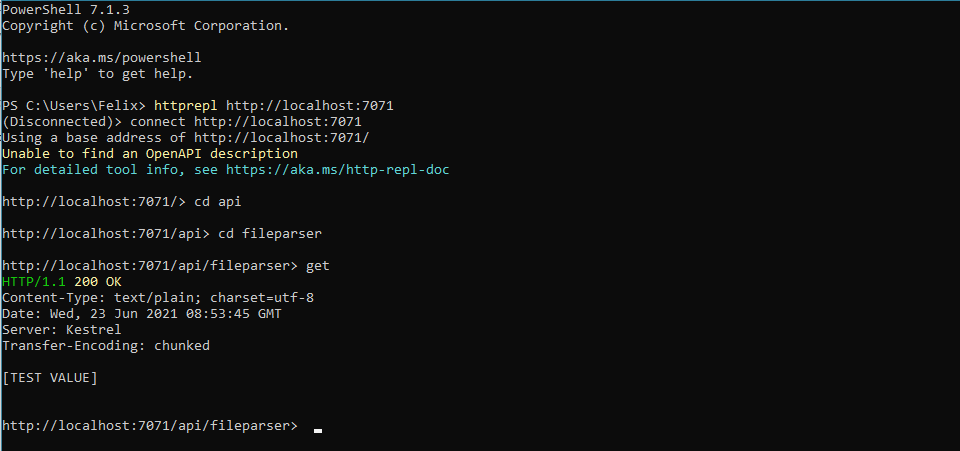 PowerShell 7.1.3
Copyright (c) Microsoft Corporation.
https://aka.ms/powershell
Type 'help' to get help.
PS C:\Users\Felix> httprepl http://localhost:7071
(Disconnected)> connect http://localhost:7071
Using a base address of http://localhost:7071/
Unable to find an OpenAPI description
For detailed tool info, see https://aka.ms/http-repl-doc
http://localhost:7071/> cd api
http://localhost:7071/api> cd fileparser
http://localhost:7071/api/fileparser> get
HTTP/1.1 200 OK
Content-Type: text/plain; charset=utf-8
Date: Wed, 23 Jun 2021 08:53:45 GMT
Server: Kestrel
Transfer-Encoding: chunked
[TEST VALUE]
http://localhost:7071/api/fileparser>